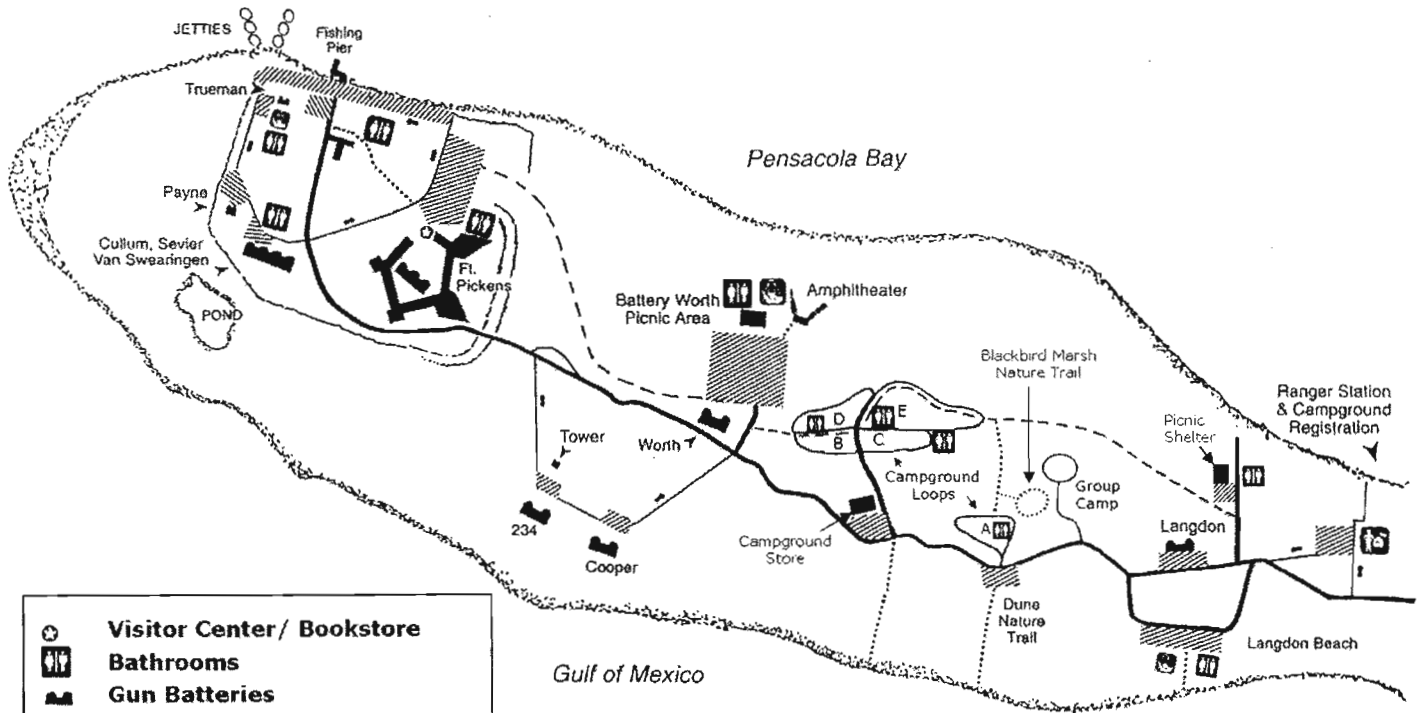 JETTIES
Fishing
Pier
Trueman
Pensacola Bay
Payne
Cullum, Sevier
Van Swearingen
POND
Ft.
Pickens
Battery Worth
Picnic Area
Amphitheater
Blackbird Marsh
Nature Trail
Ranger Station
& Campground
Registration
Picnic
Shelter
D
E
B
C
Tower
Worth
Campground
Loops
Group
Camp
A
Langdon
234
Cooper
Campground
Store
Dune
Nature
Trail
Langdon Beach
Gulf of Mexico
Visitor Center/ Bookstore
Bathrooms
Gun Batteries